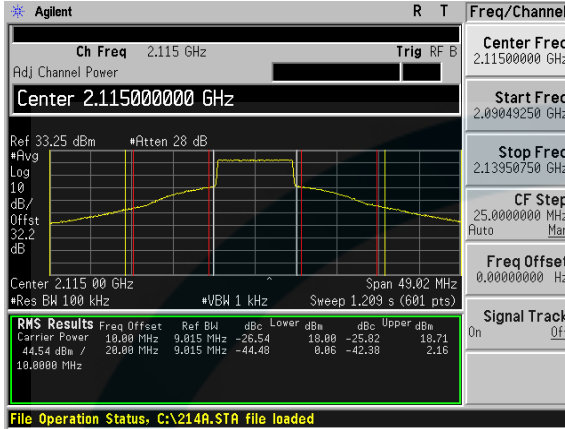 Agilent R T Freq/Channel
Ch Freq 2.115 GHz Trig RF B
Adj Channel Power
Center 2.115000000 GHz
Center Freq
2.11500000 GHz
Start Freq
2.09049250 GHz
Stop Freq
2.13950750 GHz
CF Step
25.0000000 MHz
Auto Man
Freq Offset
0.00000000 Hz
Signal Track
On Of
Ref 33.25 dBm #Atten 28 dB
#Avg
Log
10
dB/
Offst
32.2
dB
Center 2.115 00 GHz Span 49.02 MHz
#Res BW 100 kHz #VBW 1 kHz Sweep 1.209 s (601 pts)
RMS Results Freq Offset Ref BW dBc Lower dBm dBc Upper dBm
Carrier Power 10.00 MHz 9.015 MHz -26.54 18.00 -25.82 18.71
44.54 dBm / 20.00 MHz 9.015 MHz -44.48 0.06 -42.38 2.16
10.0000 MHz
File Operation Status, C:\214A.STA file loaded